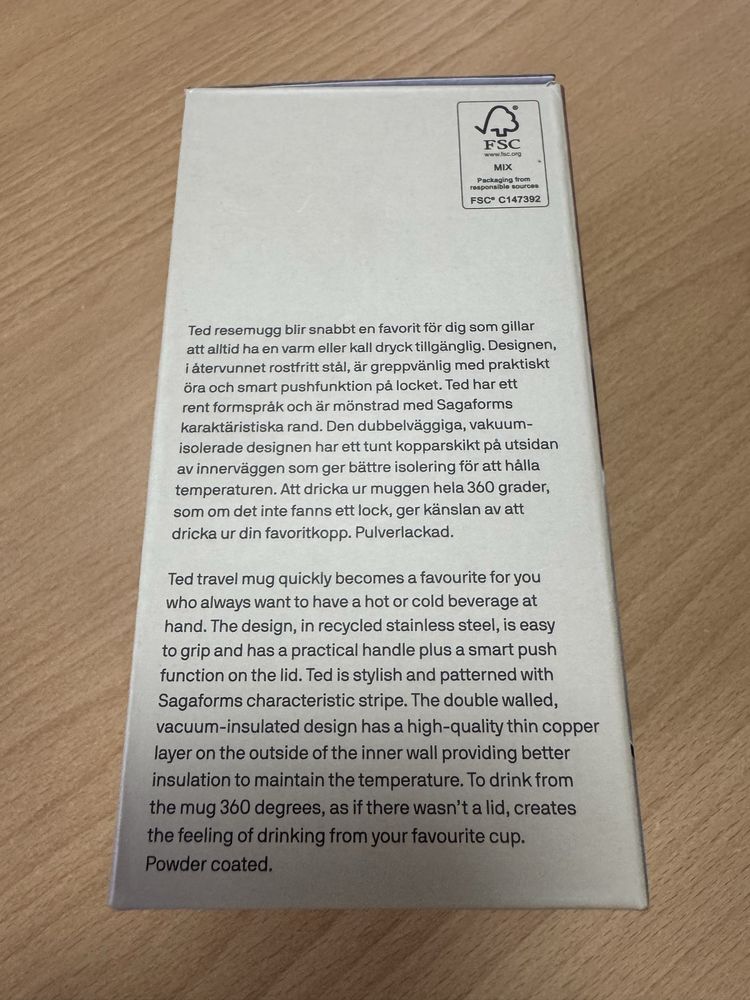 FSC®
www.fsc.org
MIX
Packaging from
responsible sources
FSC® C147392
Ted resemugg blir snabbt en favorit för dig som gillar
att alltid ha en varm eller kall dryck tillgänglig. Designen,
i återvunnet rostfritt stål, är greppvänlig med praktiskt
öra och smart pushfunktion på locket. Ted har ett
rent formspråk och är mönstrad med Sagaforms
karaktäristiska rand. Den dubbelväggiga, vakuum-
isolerade designen har ett tunt kopparskikt på utsidan
av innerväggen som ger bättre isolering för att hålla
temperaturen. Att dricka ur muggen hela 360 grader,
som om det inte fanns ett lock, ger känslan av att
dricka ur din favoritkopp. Pulverlackad.
Ted travel mug quickly becomes a favourite for you
who always want to have a hot or cold beverage at
hand. The design, in recycled stainless steel, is easy
to grip and has a practical handle plus a smart push
function on the lid. Ted is stylish and patterned with
Sagaforms characteristic stripe. The double walled,
vacuum-insulated design has a high-quality thin copper
layer on the outside of the inner wall providing better
insulation to maintain the temperature. To drink from
the mug 360 degrees, as if there wasn't a lid, creates
the feeling of drinking from your favourite cup.
Powder coated.